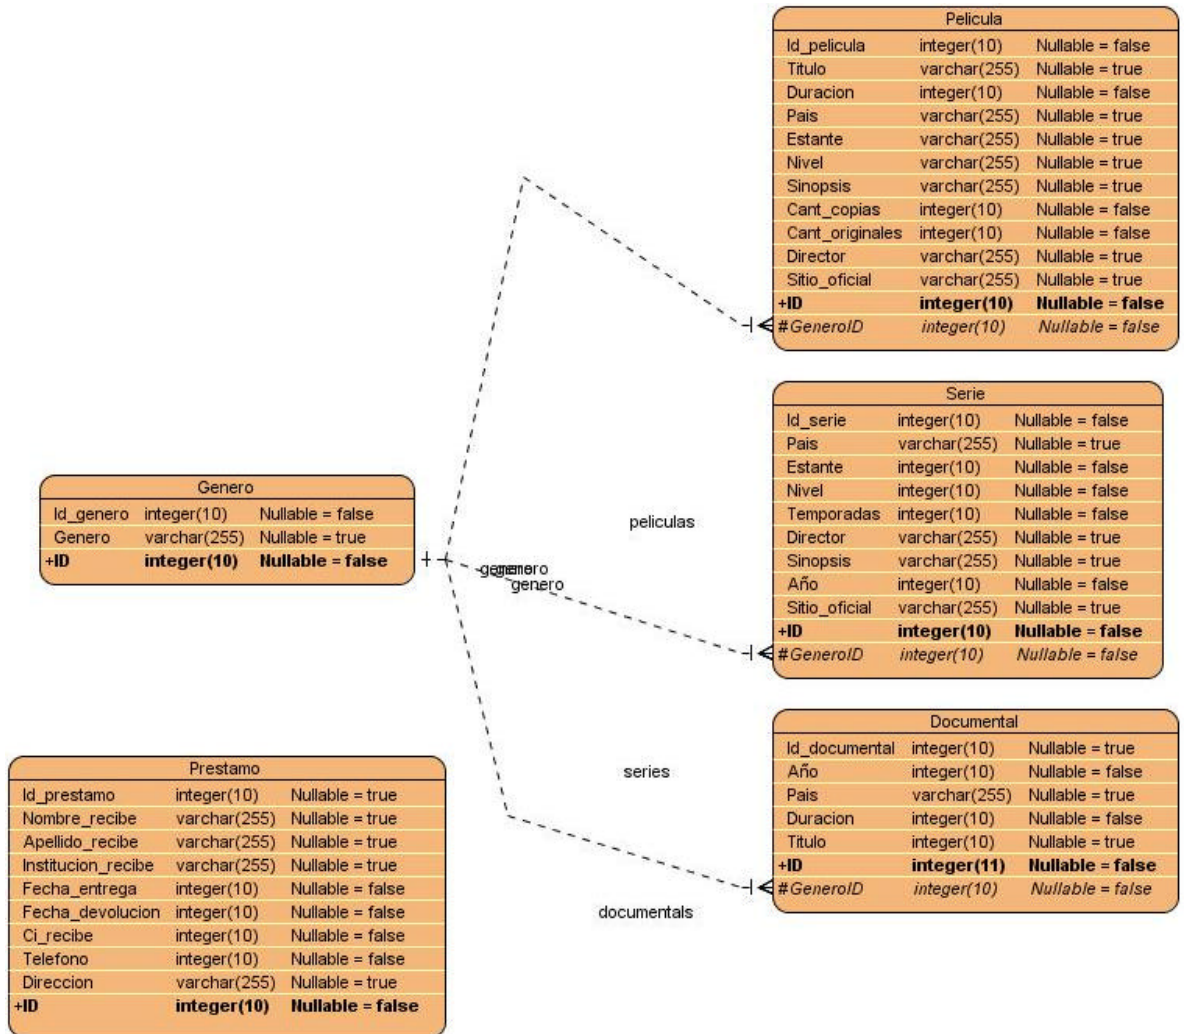 Pelicula
Id_pelicula integer(10) Nullable = false
Titulo varchar(255) Nullable = true
Duracion integer(10) Nullable = false
Pais varchar(255) Nullable = true
Estante varchar(255) Nullable = true
Nivel varchar(255) Nullable = true
Sinopsis varchar(255) Nullable = true
Cant_copias integer(10) Nullable = false
Cant_originales integer(10) Nullable = false
Director varchar(255) Nullable = true
Sitio_oficial varchar(255) Nullable = true
+ID integer(10) Nullable = false
#GeneroID integer(10) Nullable = false
Serie
Id_serie integer(10) Nullable = false
Pais varchar(255) Nullable = true
Estante integer(10) Nullable = false
Nivel integer(10) Nullable = false
Temporadas integer(10) Nullable = false
Director varchar(255) Nullable = true
Sinopsis varchar(255) Nullable = true
Año integer(10) Nullable = false
Sitio_oficial varchar(255) Nullable = true
+ID integer(10) Nullable = false
#GeneroID integer(10) Nullable = false
Genero
Id_genero integer(10) Nullable = false
Genero varchar(255) Nullable = true
+ID integer(10) Nullable = false
peliculas
genero
genero
genero
series
documentals
Documental
Id_documental integer(10) Nullable = true
Año integer(10) Nullable = false
Pais varchar(255) Nullable = true
Duracion integer(10) Nullable = false
Titulo integer(10) Nullable = true
+ID integer(11) Nullable = false
#GeneroID integer(10) Nullable = false
Prestamo
Id_prestamo integer(10) Nullable = true
Nombre_recibe varchar(255) Nullable = true
Apellido_recibe varchar(255) Nullable = true
Institucion_recibe varchar(255) Nullable = true
Fecha_entrega integer(10) Nullable = false
Fecha_devolucion integer(10) Nullable = false
Ci_recibe integer(10) Nullable = false
Telefono integer(10) Nullable = false
Direccion varchar(255) Nullable = true
+ID integer(10) Nullable = false